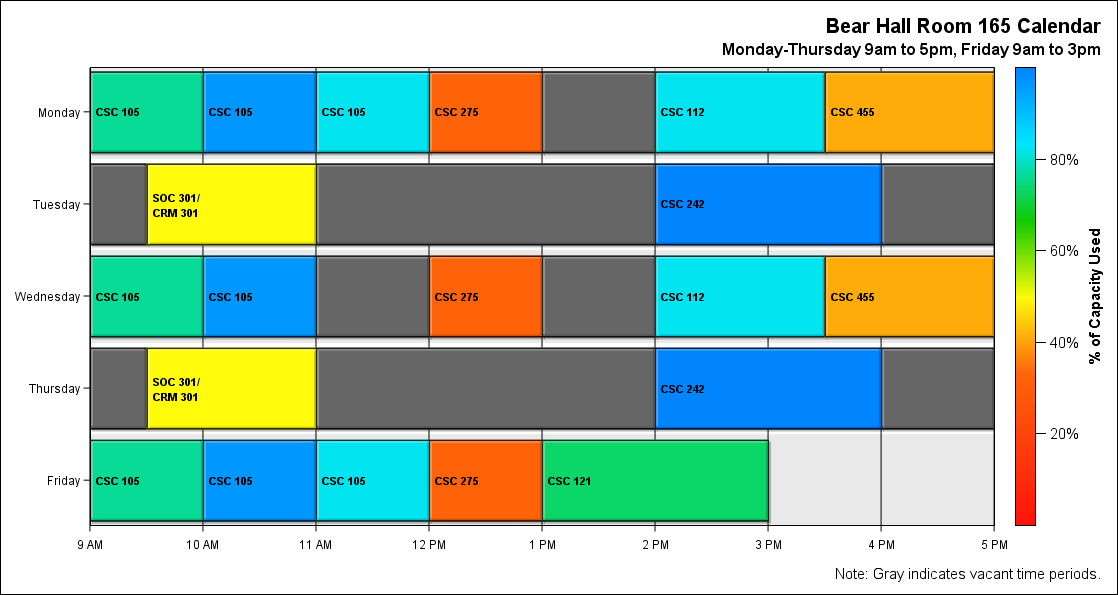 Bear Hall Room 165 Calendar
Monday-Thursday 9am to 5pm, Friday 9am to 3pm
Monday
CSC 105
CSC 105
CSC 105
CSC 275
CSC 112
CSC 455
Tuesday
SOC 301/
CRM 301
CSC 242
Wednesday
CSC 105
CSC 105
CSC 275
CSC 112
CSC 455
Thursday
SOC 301/
CRM 301
CSC 242
Friday
CSC 105
CSC 105
CSC 105
CSC 275
CSC 121
9 AM
10 AM
11 AM
12 PM
1 PM
2 PM
3 PM
4 PM
5 PM
80%
60%
40%
20%
% of Capacity Used
Note: Gray indicates vacant time periods.